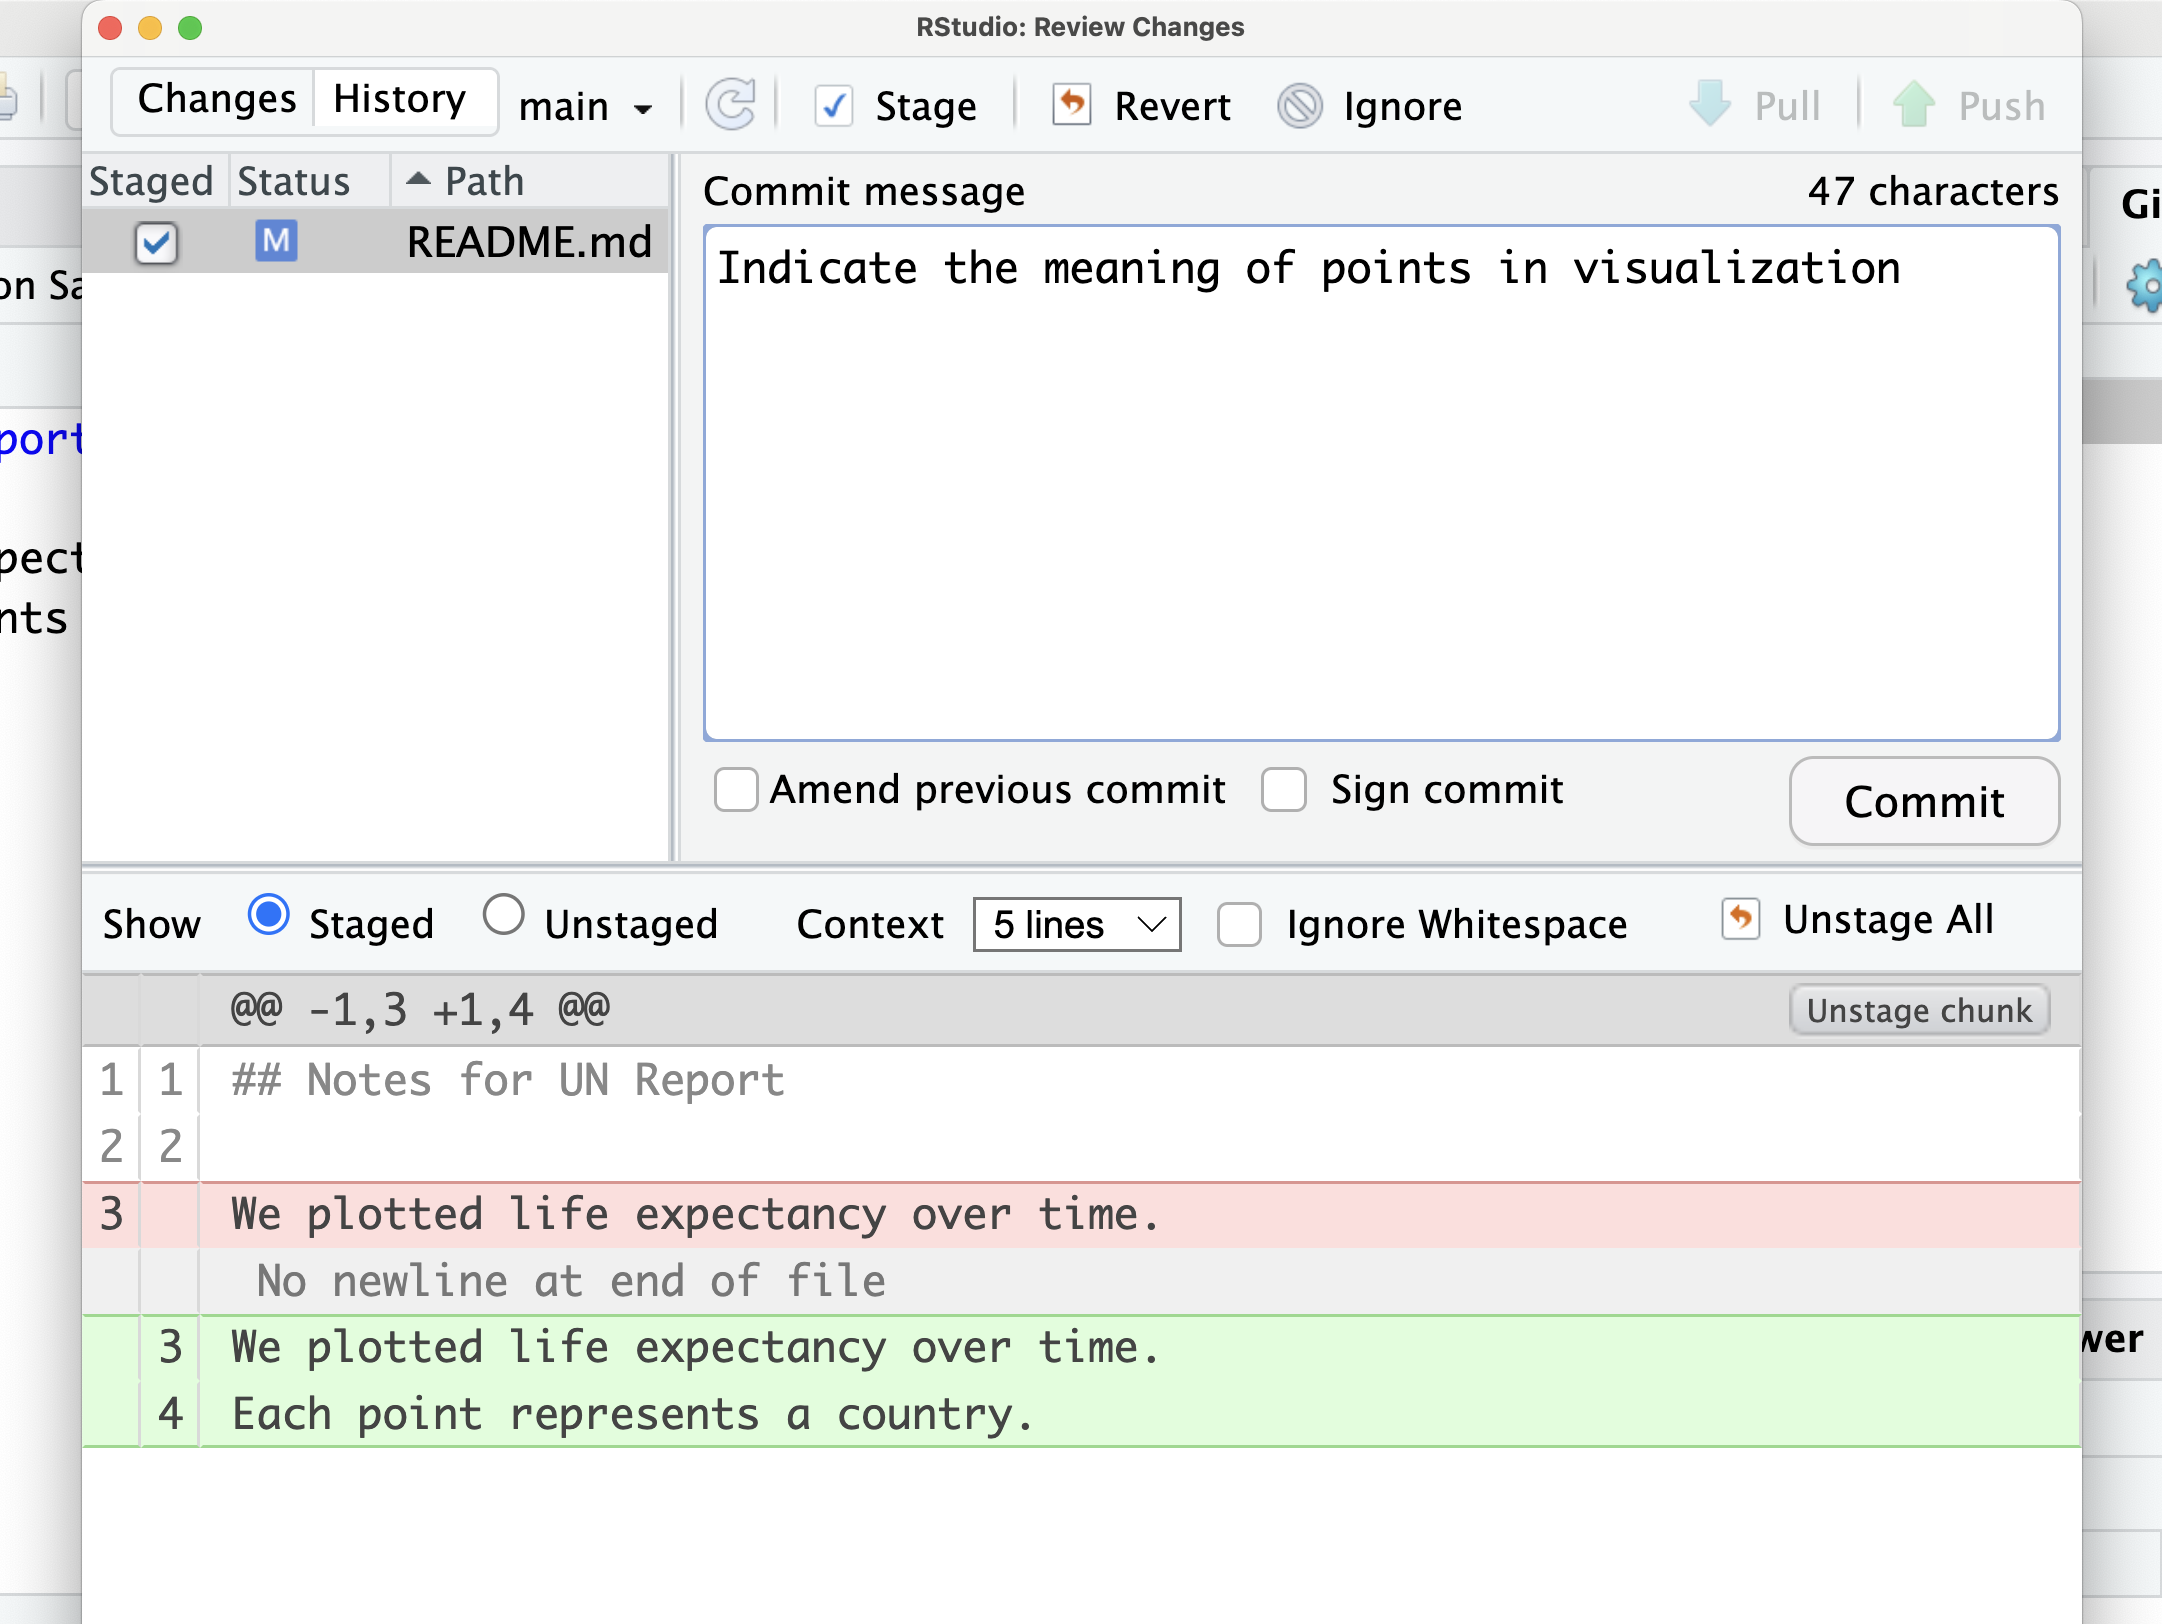 RStudio: Review Changes
Changes History main Stage Revert Ignore Pull Push
Staged Status Path
M README.md
Commit message 47 characters
Indicate the meaning of points in visualization
Amend previous commit Sign commit Commit
Show Staged Unstaged Context 5 lines Ignore Whitespace Unstage All
@@ -1,3 +1,4 @@ Unstage chunk
1 1 ## Notes for UN Report
2 2
3 We plotted life expectancy over time.
No newline at end of file
3 We plotted life expectancy over time.
4 Each point represents a country.
on Sa
port
pect
nts
Gi
wer